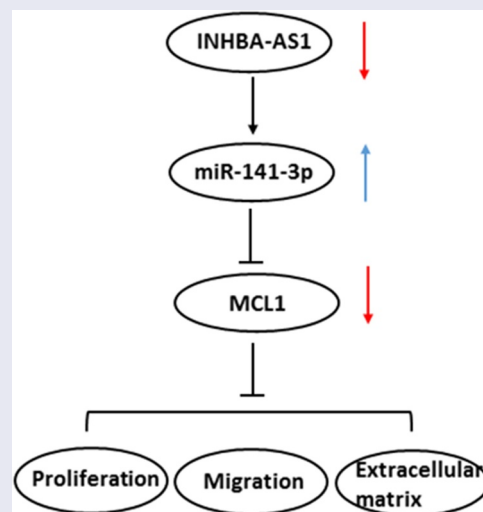 INHBA-AS1
miR-141-3p
MCL1
Proliferation
Migration
Extracellular
matrix